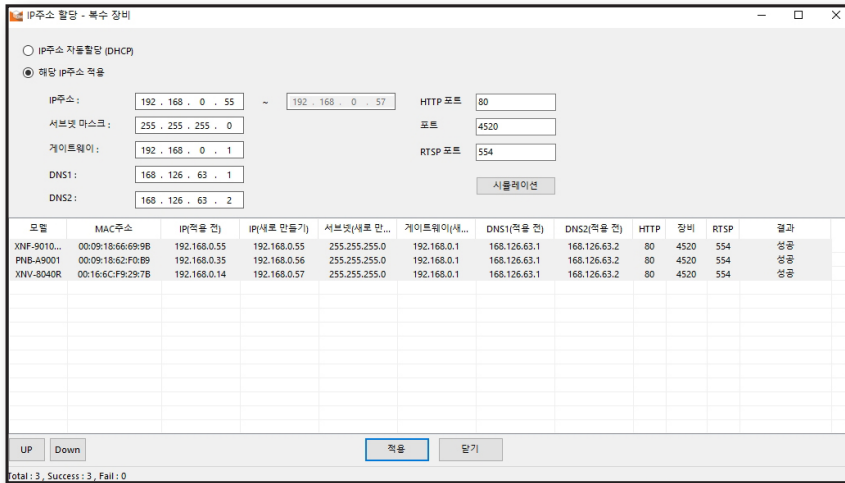 IP주소 할당 - 복수 장비
IP주소 자동할당 (DHCP)
해당 IP주소 적용
IP주소 : 192 . 168 . 0 . 55 ~ 192 . 168 . 0 . 57 HTTP 포트 80
서브넷 마스크 : 255 . 255 . 255 . 0 포트 4520
게이트웨이 : 192 . 168 . 0 . 1 RTSP 포트 554
DNS1 : 168 . 126 . 63 . 1 시뮬레이션
DNS2 : 168 . 126 . 63 . 2
모델 MAC주소 IP(적용 전) IP(새로 만들기) 서브넷(새로 만... 게이트웨이(새... DNS1(적용 전) DNS2(적용 전) HTTP 장비 RTSP 결과
XNF-9010... 00:09:18:66:69:9B 192.168.0.55 192.168.0.55 255.255.255.0 192.168.0.1 168.126.63.1 168.126.63.2 80 4520 554 성공
PNB-A9001 00:09:18:62:F0:B9 192.168.0.35 192.168.0.56 255.255.255.0 192.168.0.1 168.126.63.1 168.126.63.2 80 4520 554 성공
XNV-8040R 00:16:6C:F9:29:7B 192.168.0.14 192.168.0.57 255.255.255.0 192.168.0.1 168.126.63.1 168.126.63.2 80 4520 554 성공
UP Down 적용 닫기
Total : 3 , Success : 3 , Fail : 0